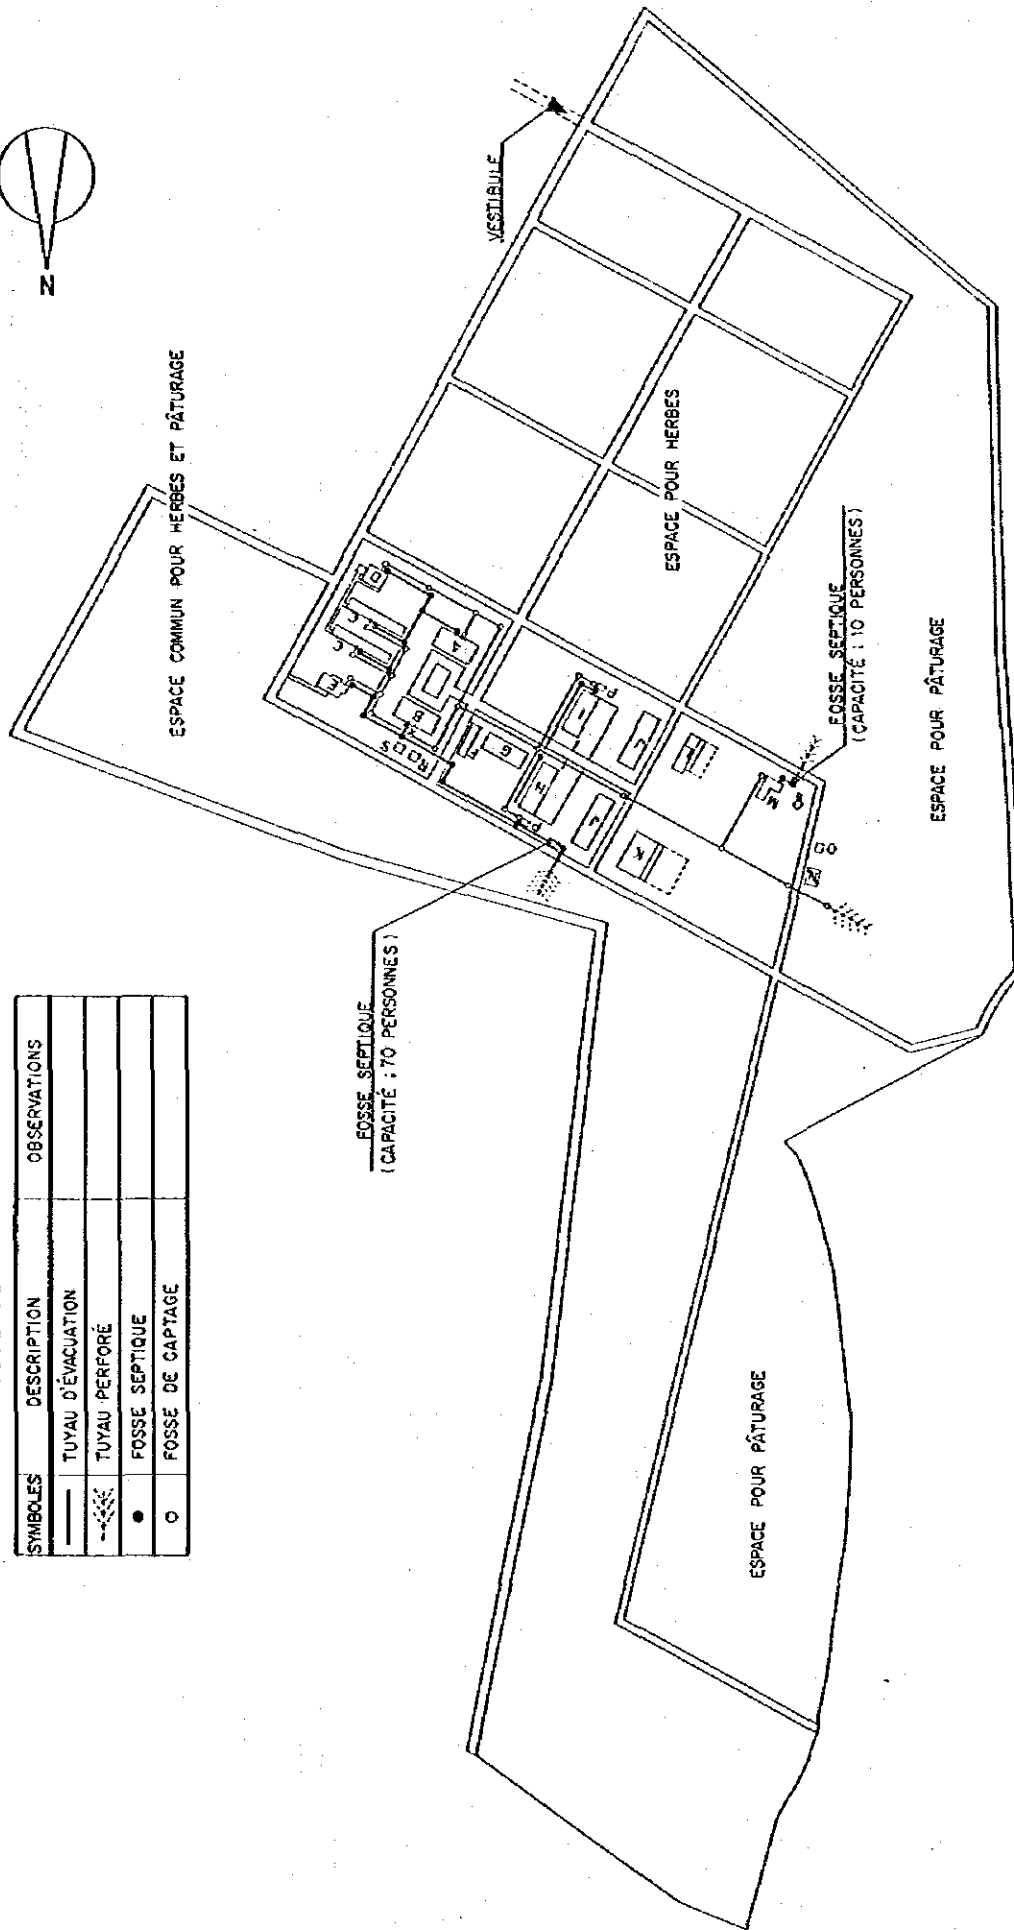 N
ESPACE COMMUN POUR HERBES ET PÂTURAGE
VESTIBULE
ESPACE POUR HERBES
FOSSE SEPTIQUE
(CAPACITÉ : 10 PERSONNES)
ESPACE POUR PÂTURAGE
FOSSE SEPTIQUE
(CAPACITÉ : 70 PERSONNES)
ESPACE POUR PÂTURAGE
D
C
C
E
A
B
R
S
G
H
I
J
J
K
L
M
N
SYMBOLES DESCRIPTION OBSERVATIONS
TUYAU D'ÉVACUATION
TUYAU PERFORÉ
FOSSE SEPTIQUE
FOSSE DE CAPTAGE